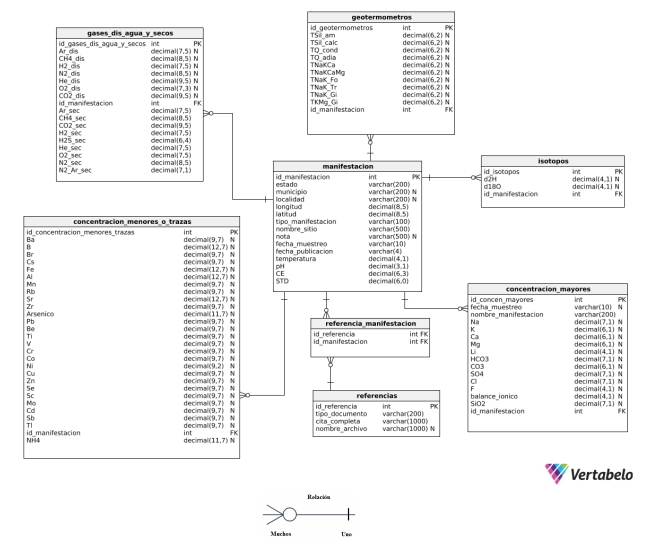 gases_dis_agua_y_secos
id_gases_dis_agua_y_secos int PK
Ar_dis decimal(7,5) N
CH4_dis decimal(8,5) N
H2_dis decimal(7,5) N
N2_dis decimal(8,5) N
He_dis decimal(9,5) N
O2_dis decimal(7,3) N
CO2_dis decimal(9,5) N
id_manifestacion int FK
Ar_sec decimal(7,5)
CH4_sec decimal(8,5)
CO2_sec decimal(9,5)
H2_sec decimal(7,5)
H2S_sec decimal(6,4)
He_sec decimal(7,5)
O2_sec decimal(7,5)
N2_sec decimal(8,5)
N2_Ar_sec decimal(7,1)
geotermometros
id_geotermometros int PK
TSil_am decimal(6,2) N
TSil_calc decimal(6,2) N
TQ_cond decimal(6,2) N
TQ_adia decimal(6,2) N
TNaKCa decimal(6,2) N
TNaKCaMg decimal(6,2) N
TNaK_Fo decimal(6,2) N
TNaK_Tr decimal(6,2) N
TNaK_Gi decimal(6,2) N
TKMg_Gi decimal(6,2) N
id_manifestacion int FK
manifestacion
id_manifestacion int PK
estado varchar(200)
municipio varchar(200) N
localidad varchar(200) N
longitud decimal(8,5)
latitud decimal(8,5)
tipo_manifestacion varchar(100)
nombre_sitio varchar(500)
nota varchar(500) N
fecha_muestreo varchar(10)
fecha_publicacion varchar(4)
temperatura decimal(4,1)
pH decimal(3,1)
CE decimal(6,3)
STD decimal(6,0)
isotopos
id_isotopos int PK
d2H decimal(4,1) N
d18O decimal(4,1) N
id_manifestacion int FK
concentracion_menores_o_trazas
id_concentracion_menores_trazas int PK
Ba decimal(9,7) N
B decimal(12,7) N
Br decimal(9,7) N
Cs decimal(9,7) N
Fe decimal(12,7) N
Al decimal(12,7) N
Mn decimal(9,7) N
Rb decimal(9,7) N
Sr decimal(12,7) N
Zr decimal(9,7) N
Arsenico decimal(11,7) N
Pb decimal(9,7) N
Be decimal(9,7) N
Ti decimal(9,7) N
V decimal(9,7) N
Cr decimal(9,7) N
Co decimal(9,7) N
Ni decimal(9,2) N
Cu decimal(9,7) N
Zn decimal(9,7) N
Se decimal(9,7) N
Sc decimal(9,7) N
Mo decimal(9,7) N
Cd decimal(9,7) N
Sb decimal(9,7) N
Tl decimal(9,7) N
id_manifestacion int FK
NH4 decimal(11,7) N
referencia_manifestacion
id_referencia int FK
id_manifestacion int FK
referencias
id_referencia int PK
tipo_documento varchar(200)
cita_completa varchar(1000)
nombre_archivo varchar(1000) N
concentracion_mayores
id_concen_mayores int PK
fecha_muestreo varchar(10) N
nombre_manifestacion varchar(200)
Na decimal(7,1) N
K decimal(6,1) N
Ca decimal(6,1) N
Mg decimal(6,1) N
Li decimal(4,1) N
HCO3 decimal(7,1) N
CO3 decimal(6,1) N
SO4 decimal(7,1) N
Cl decimal(7,1) N
F decimal(4,1) N
balance_ionico decimal(4,1) N
SiO2 decimal(7,1) N
id_manifestacion int FK
Vertabelo
Relación
Muchos Uno